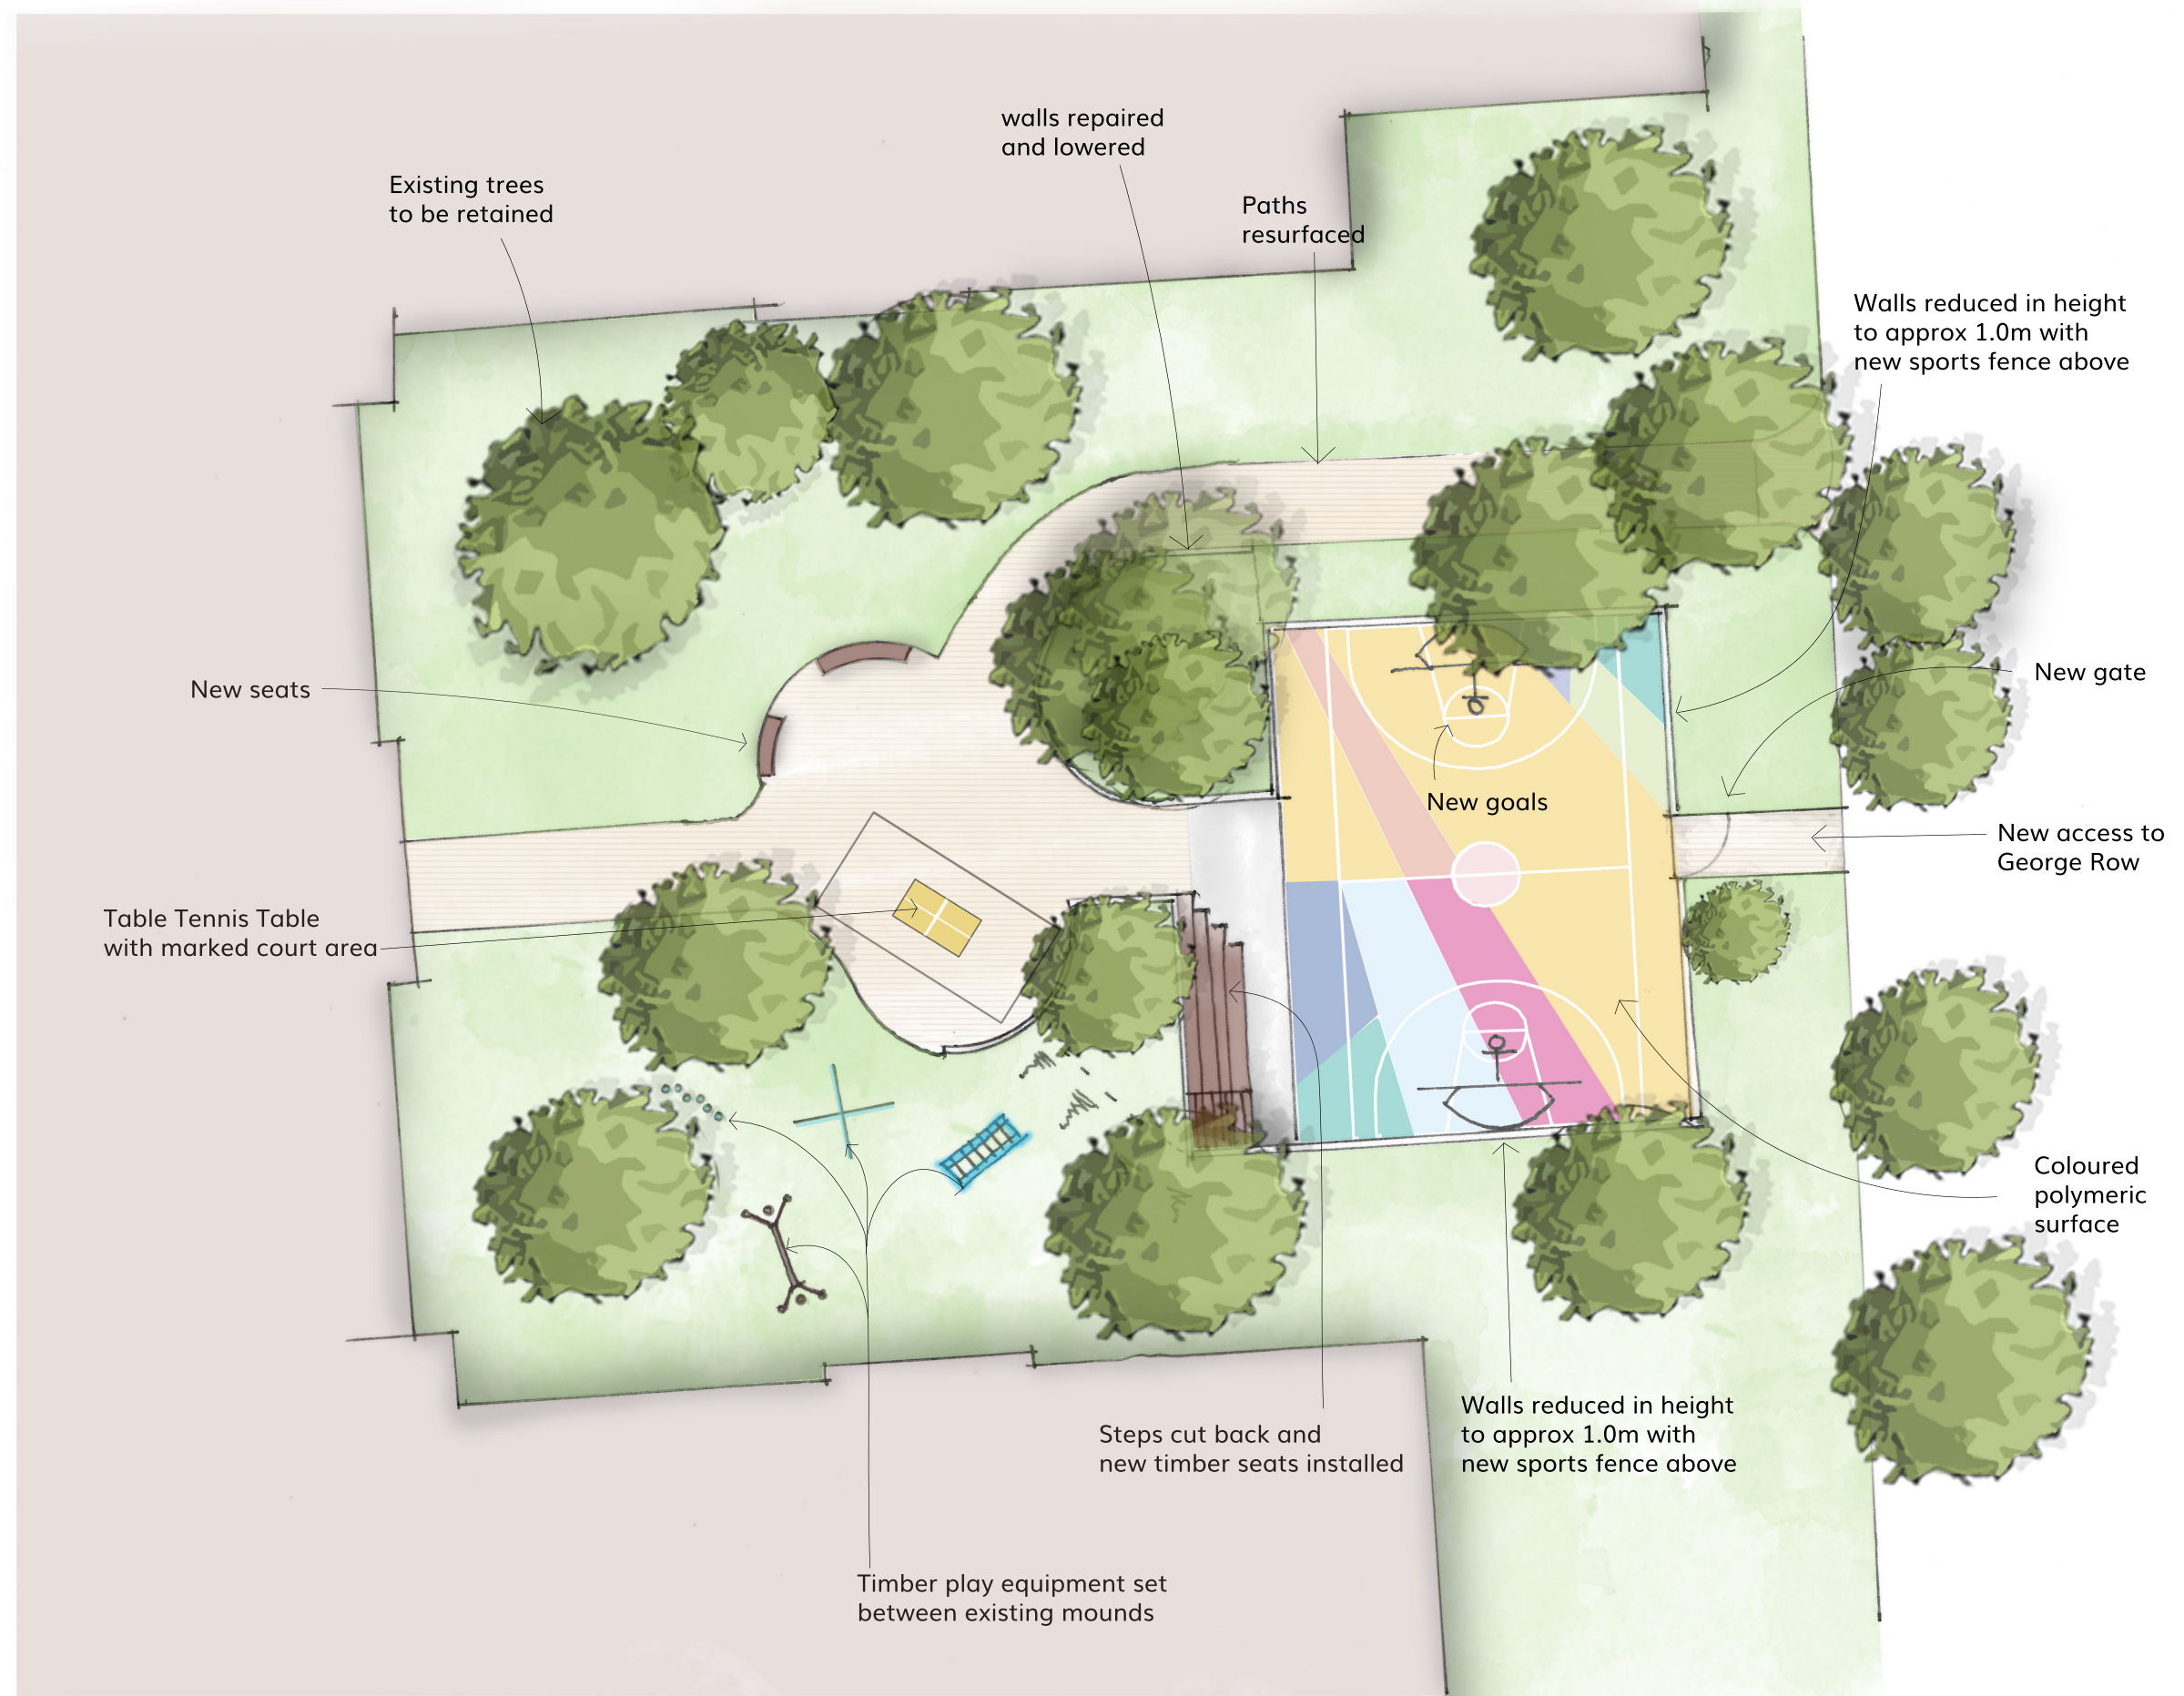 walls repaired
and lowered
Existing trees
to be retained
Paths
resurfaced
Walls reduced in height
to approx 1.0m with
new sports fence above
New seats
New gate
New goals
New access to
George Row
Table Tennis Table
with marked court area
Coloured
polymeric
surface
Steps cut back and
new timber seats installed
Walls reduced in height
to approx 1.0m with
new sports fence above
Timber play equipment set
between existing mounds